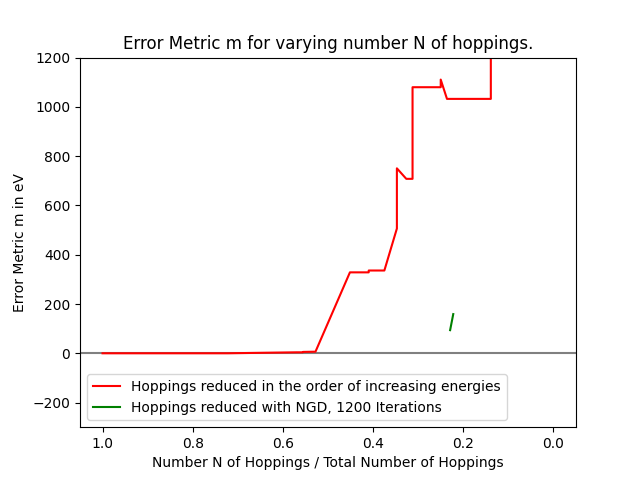 Error Metric m for varying number N of hoppings.
1200
1000
800
600
400
200
0
−200
Error Metric m in eV
Hoppings reduced in the order of increasing energies
Hoppings reduced with NGD, 1200 Iterations
1.0 0.8 0.6 0.4 0.2 0.0
Number N of Hoppings / Total Number of Hoppings